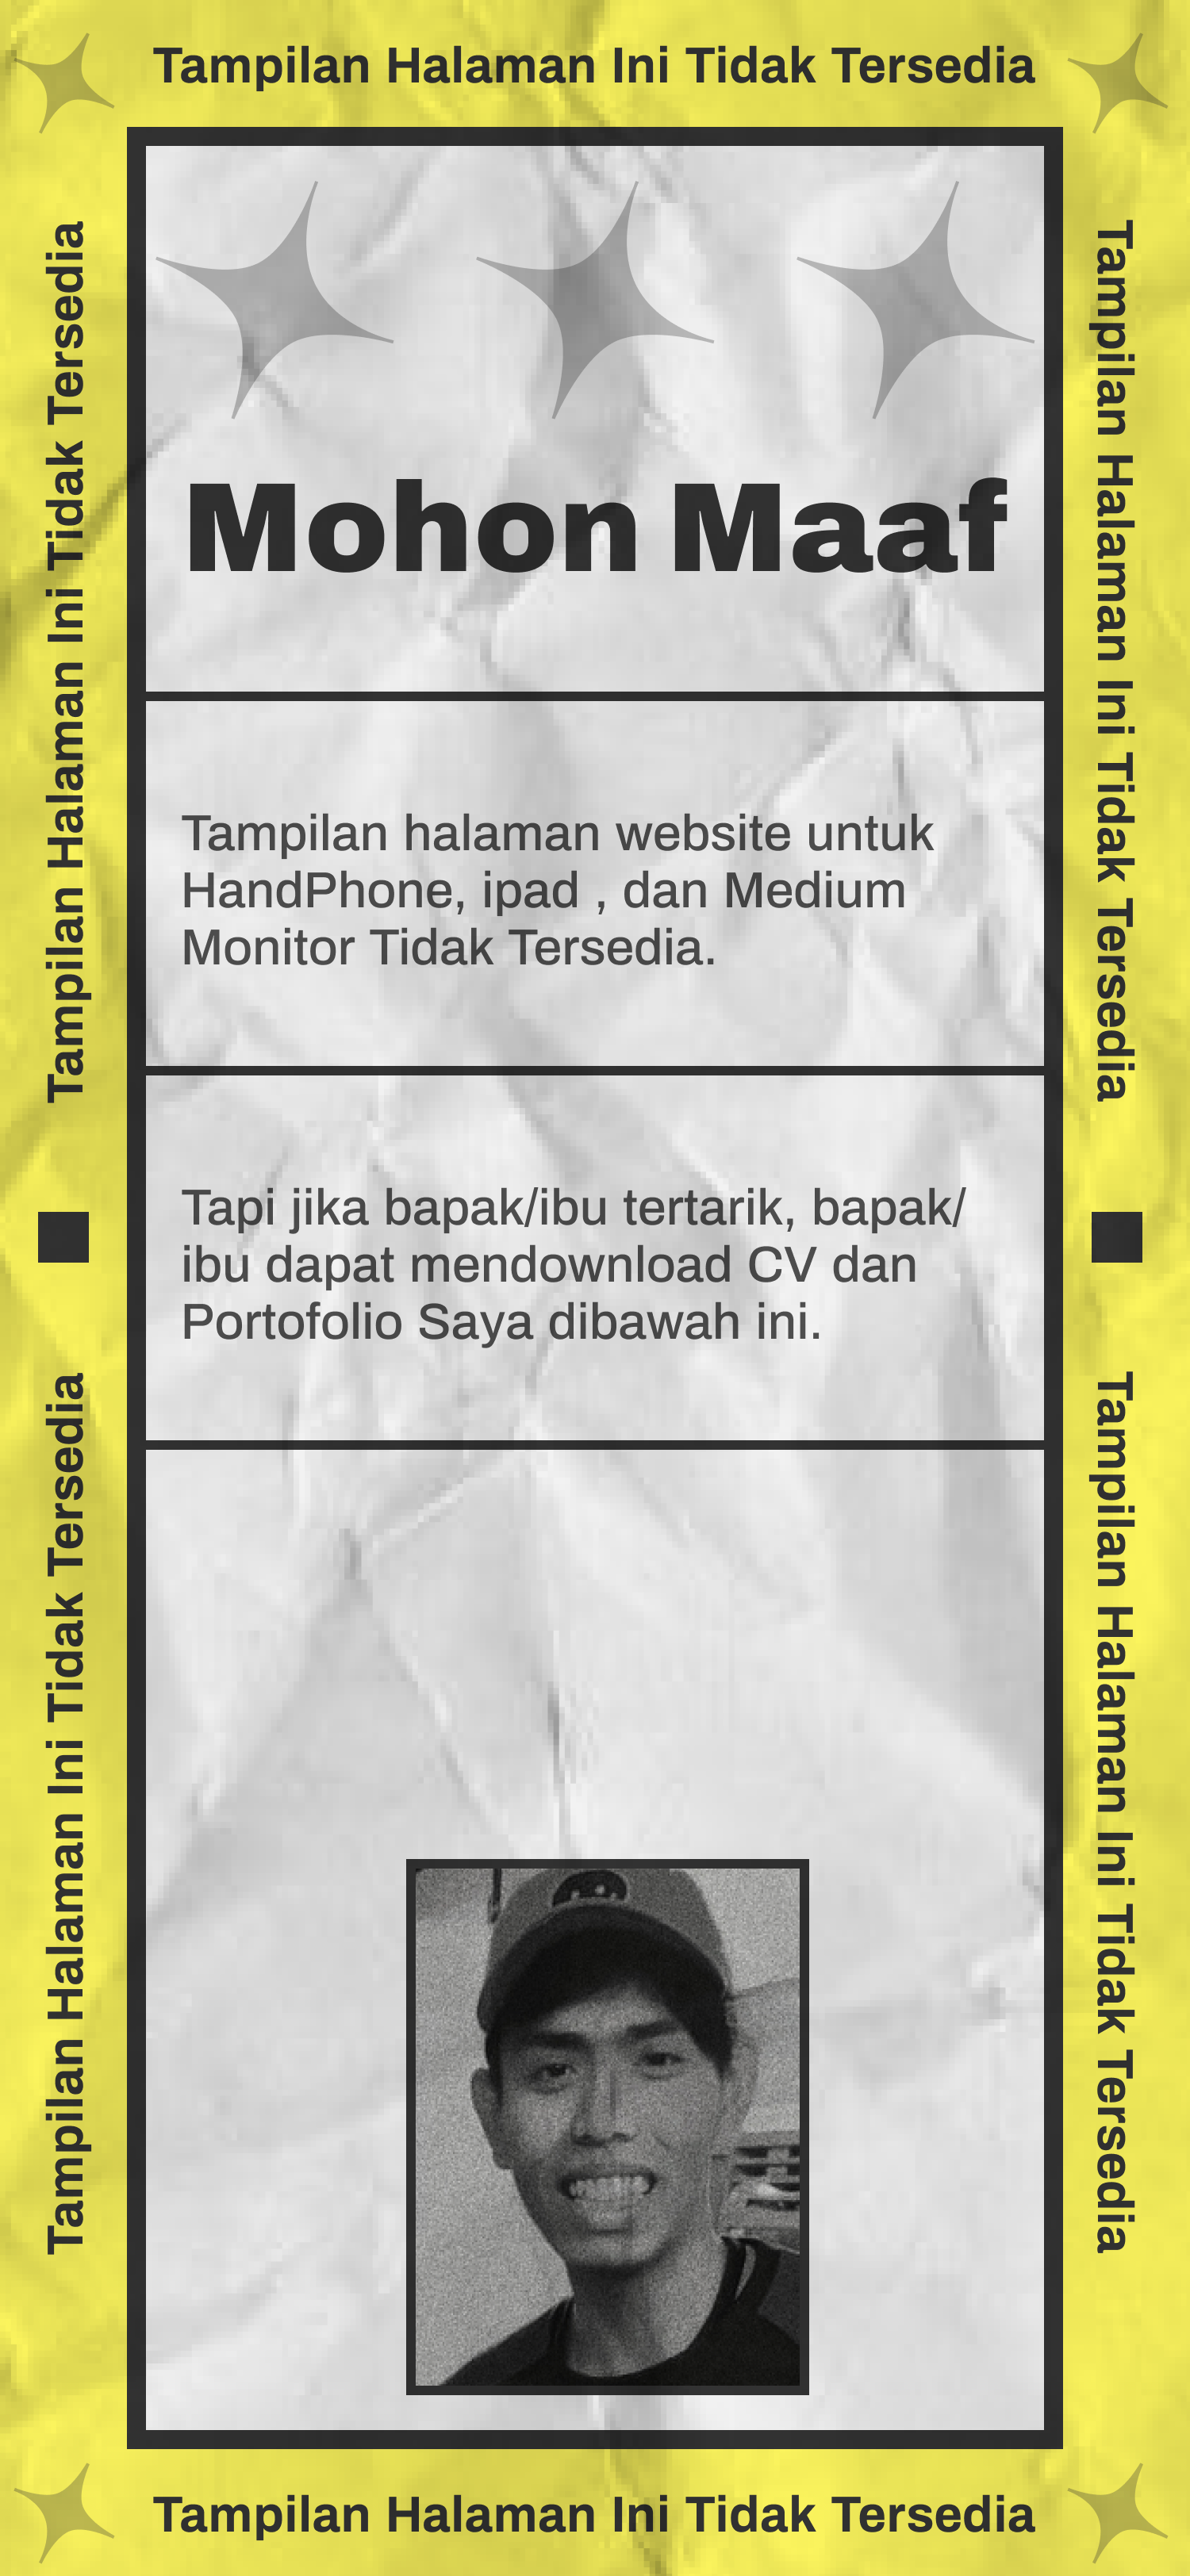 Tampilan Halaman Ini Tidak Tersedia
Tampilan Halaman Ini Tidak Tersedia
Tampilan Halaman Ini Tidak Tersedia
Mohon Maaf
Tampilan halaman website untuk
HandPhone, ipad , dan Medium
Monitor Tidak Tersedia.
Tapi jika bapak/ibu tertarik, bapak/
ibu dapat mendownload CV dan
Portofolio Saya dibawah ini.
Tampilan Halaman Ini Tidak Tersedia
Tampilan Halaman Ini Tidak Tersedia
Tampilan Halaman Ini Tidak Tersedia